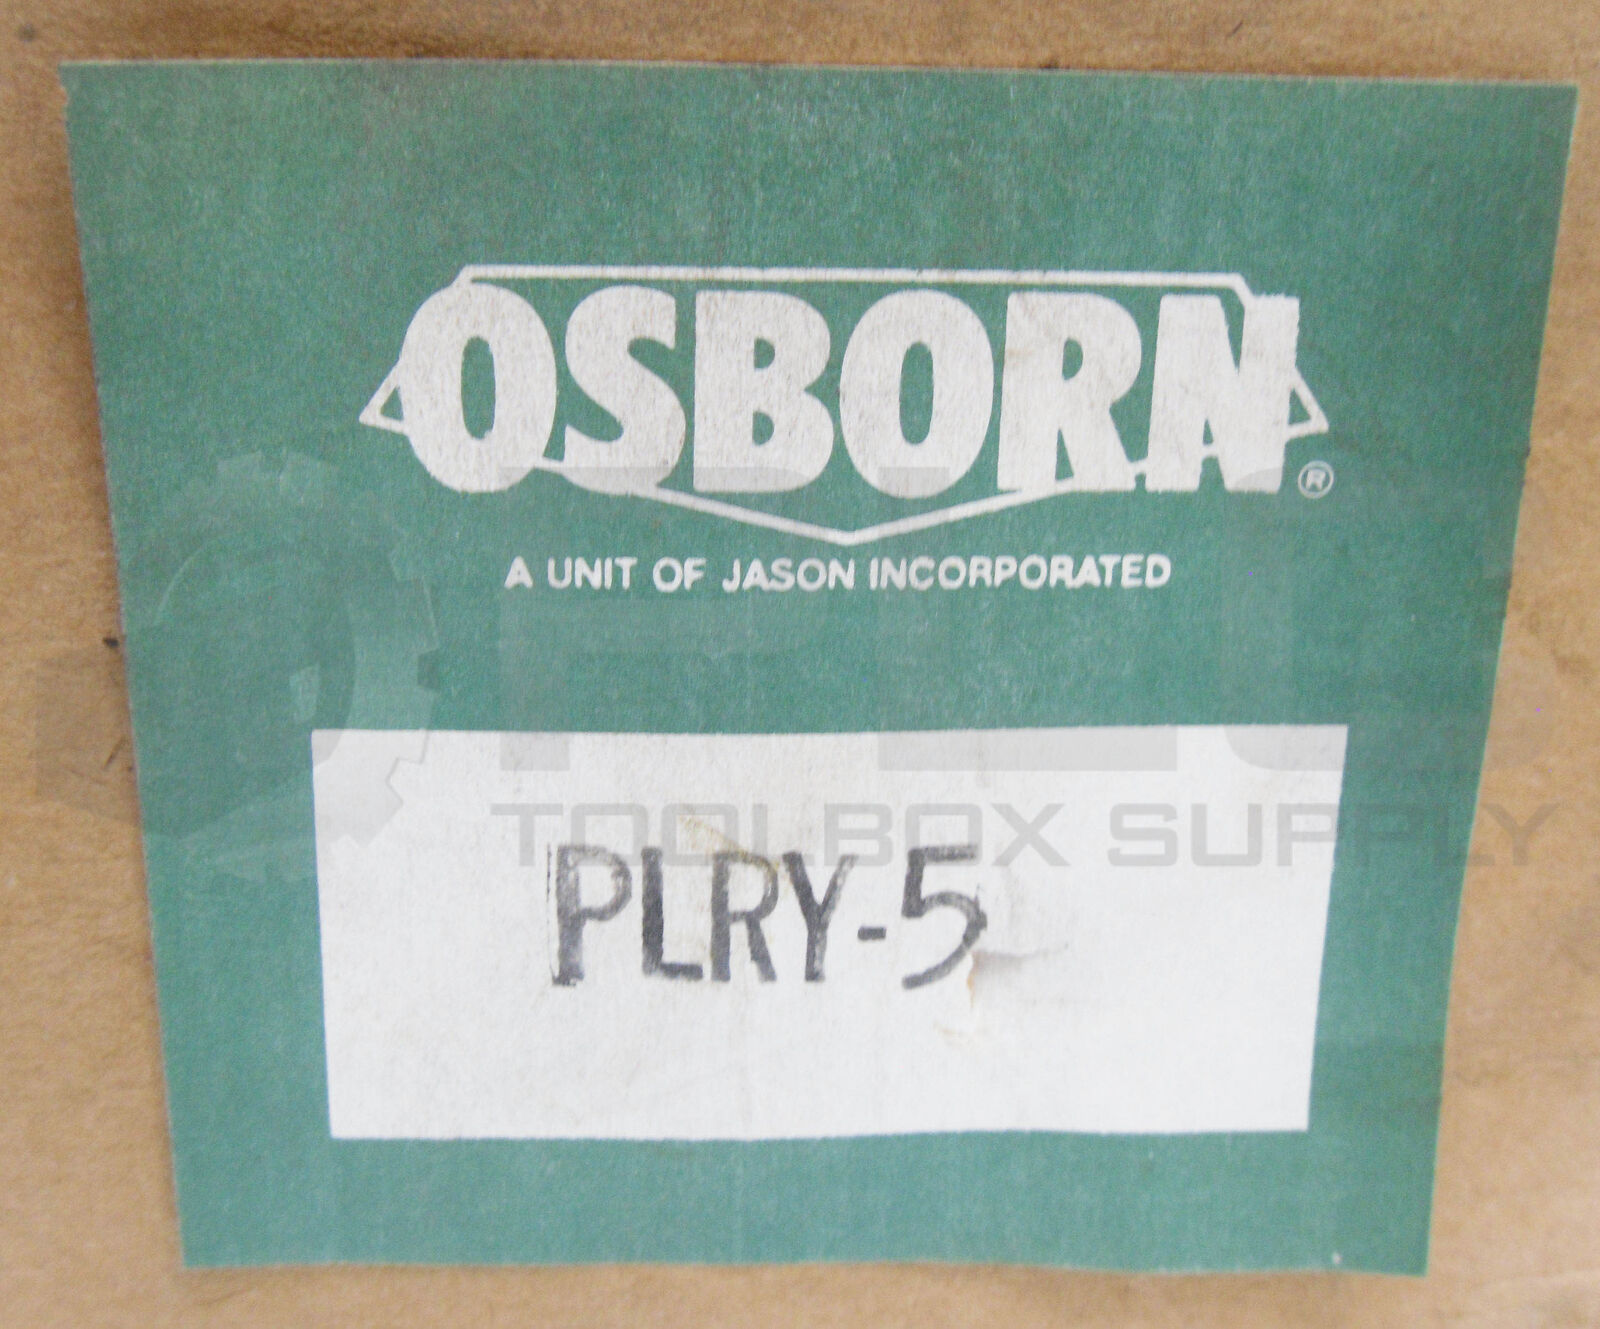 OSBORN®
A UNIT OF JASON INCORPORATED
PLRY-5
TOOLBOX SUPPLY